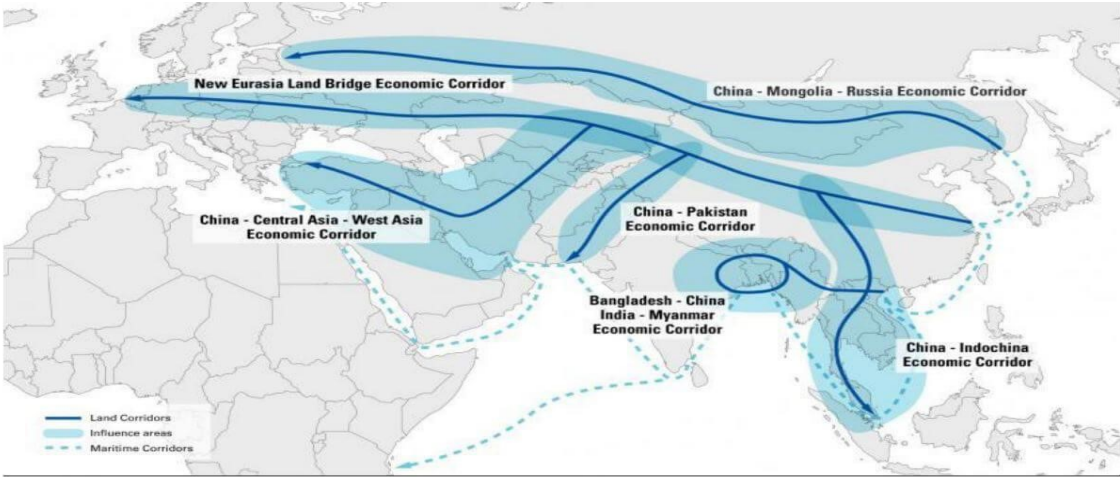 New Eurasia Land Bridge Economic Corridor
China - Mongolia - Russia Economic Corridor
China - Central Asia - West Asia
Economic Corridor
China - Pakistan
Economic Corridor
Bangladesh - China
India - Myanmar
Economic Corridor
China - Indochina
Economic Corridor
Land Corridors
Influence areas
Maritime Corridors